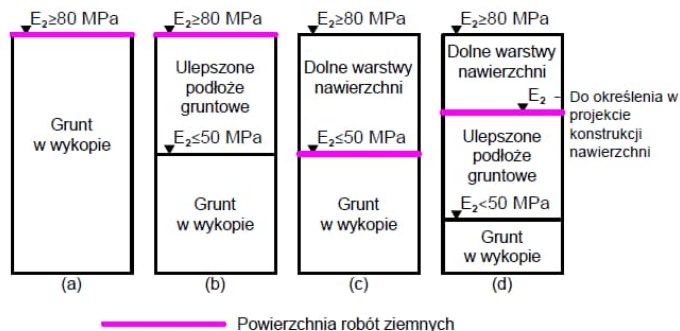 E₂≥80 MPa
Grunt
w wykopie
(a)
E₂≥80 MPa
Ulepszone
podłoże
gruntowe
E₂≤50 MPa
Grunt
w wykopie
(b)
E₂≥80 MPa
Dolne warstwy
nawierzchni
E₂≤50 MPa
Grunt
w wykopie
(c)
E₂≥80 MPa
Dolne warstwy
nawierzchni
E₂ - Do określenia w
projekcie
konstrukcji
nawierzchni
Ulepszone
podłoże
gruntowe
E₂<50 MPa
Grunt
w wykopie
(d)
Powierzchnia robót ziemnych